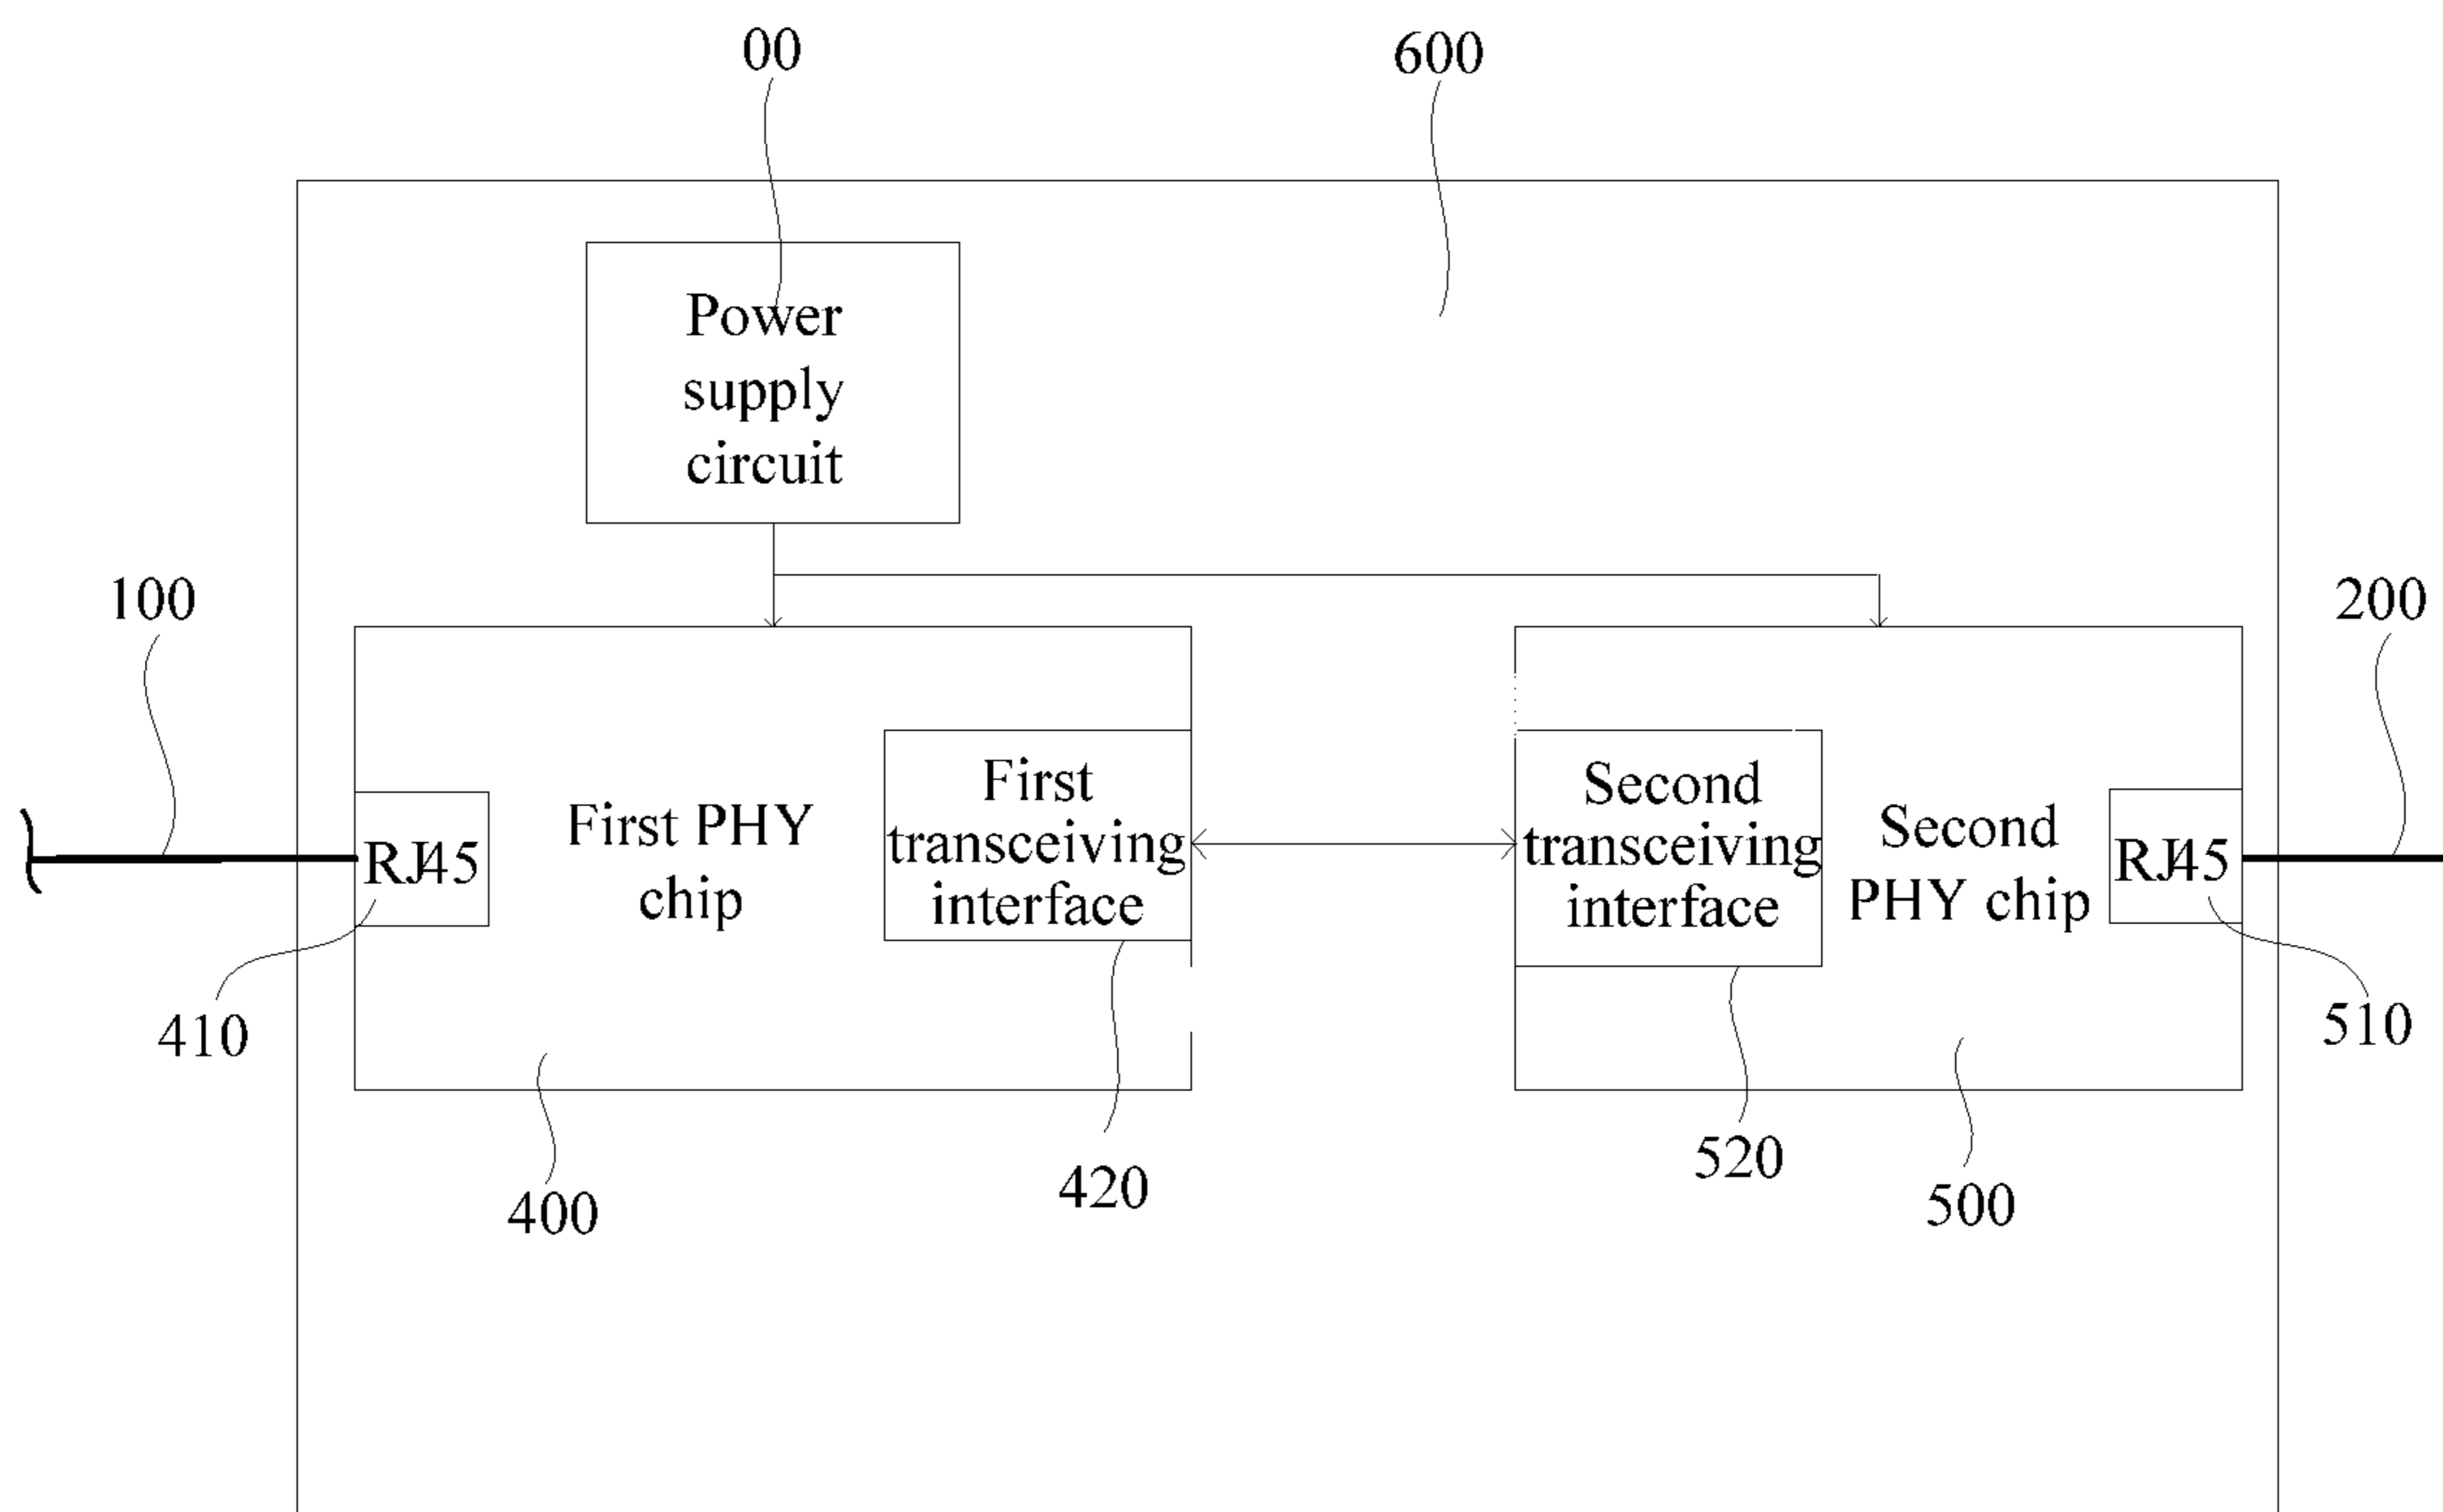 00
600
Power
supply
circuit
100
200
First
transceiving
interface
Second
transceiving
interface
First PHY
chip
Second
PHY chip
RJ45
RJ45
410
510
400
420
520
500